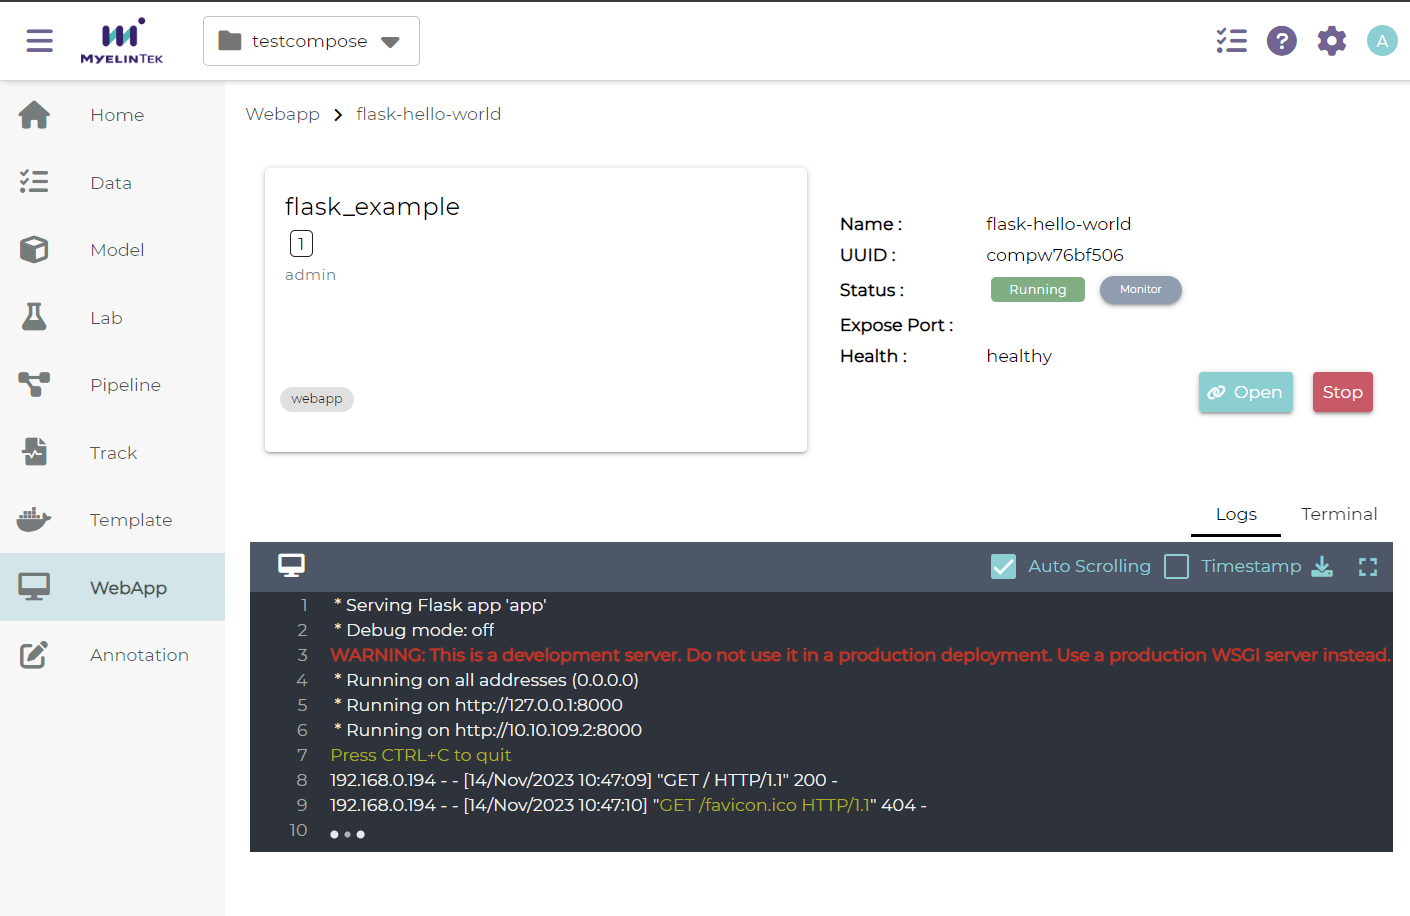 MYELINTEK
testcompose
?
A
Home
Data
Model
Lab
Pipeline
Track
Template
WebApp
Annotation
Webapp
flask-hello-world
flask_example
1
admin
webapp
Name : flask-hello-world
UUID : compw76bf506
Status : Running Monitor
Expose Port :
Health : healthy
Open Stop
Logs Terminal
Auto Scrolling Timestamp
1 * Serving Flask app 'app'
2 * Debug mode: off
3 WARNING: This is a development server. Do not use it in a production deployment. Use a production WSGI server instead.
4 * Running on all addresses (0.0.0.0)
5 * Running on http://127.0.0.1:8000
6 * Running on http://10.10.109.2:8000
7 Press CTRL+C to quit
8 192.168.0.194 - - [14/Nov/2023 10:47:09] "GET / HTTP/1.1" 200 -
9 192.168.0.194 - - [14/Nov/2023 10:47:10] "GET /favicon.ico HTTP/1.1" 404 -
10